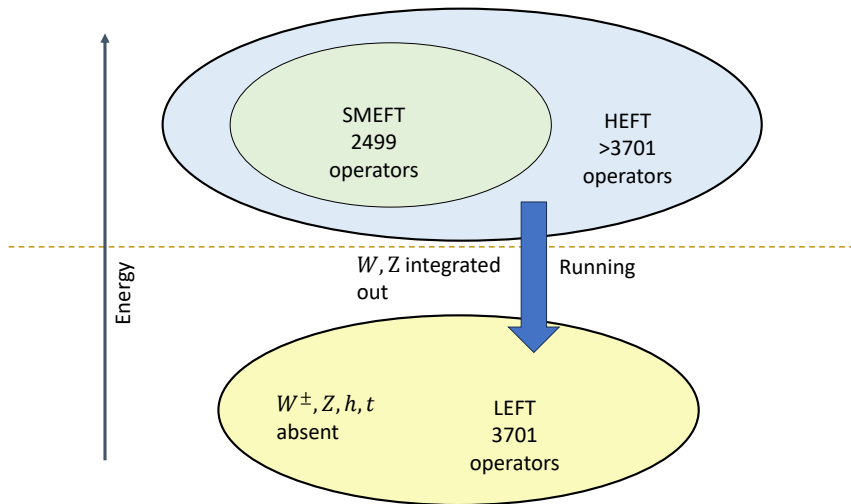 SMEFT
2499
operators
HEFT
>3701
operators
W, Z integrated
out
Running
Energy
W±, Z, h, t
absent
LEFT
3701
operators